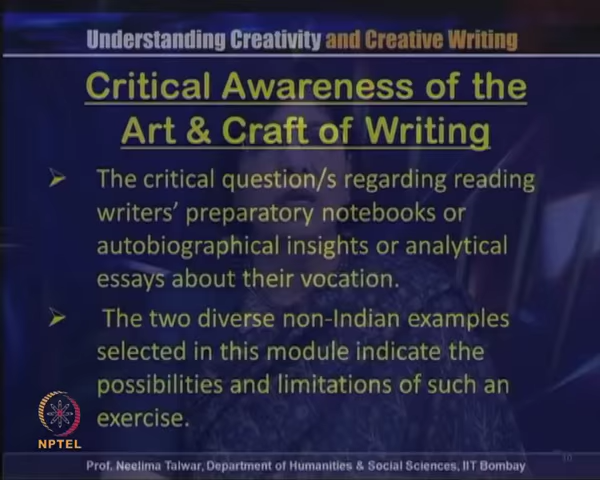 Understanding Creativity and Creative Writing
Critical Awareness of the
Art & Craft of Writing
The critical question/s regarding reading
writers’ preparatory notebooks or
autobiographical insights or analytical
essays about their vocation.
The two diverse non-Indian examples
selected in this module indicate the
possibilities and limitations of such an
exercise.
NPTEL
10
Prof. Neelima Talwar, Department of Humanities & Social Sciences, IIT Bombay